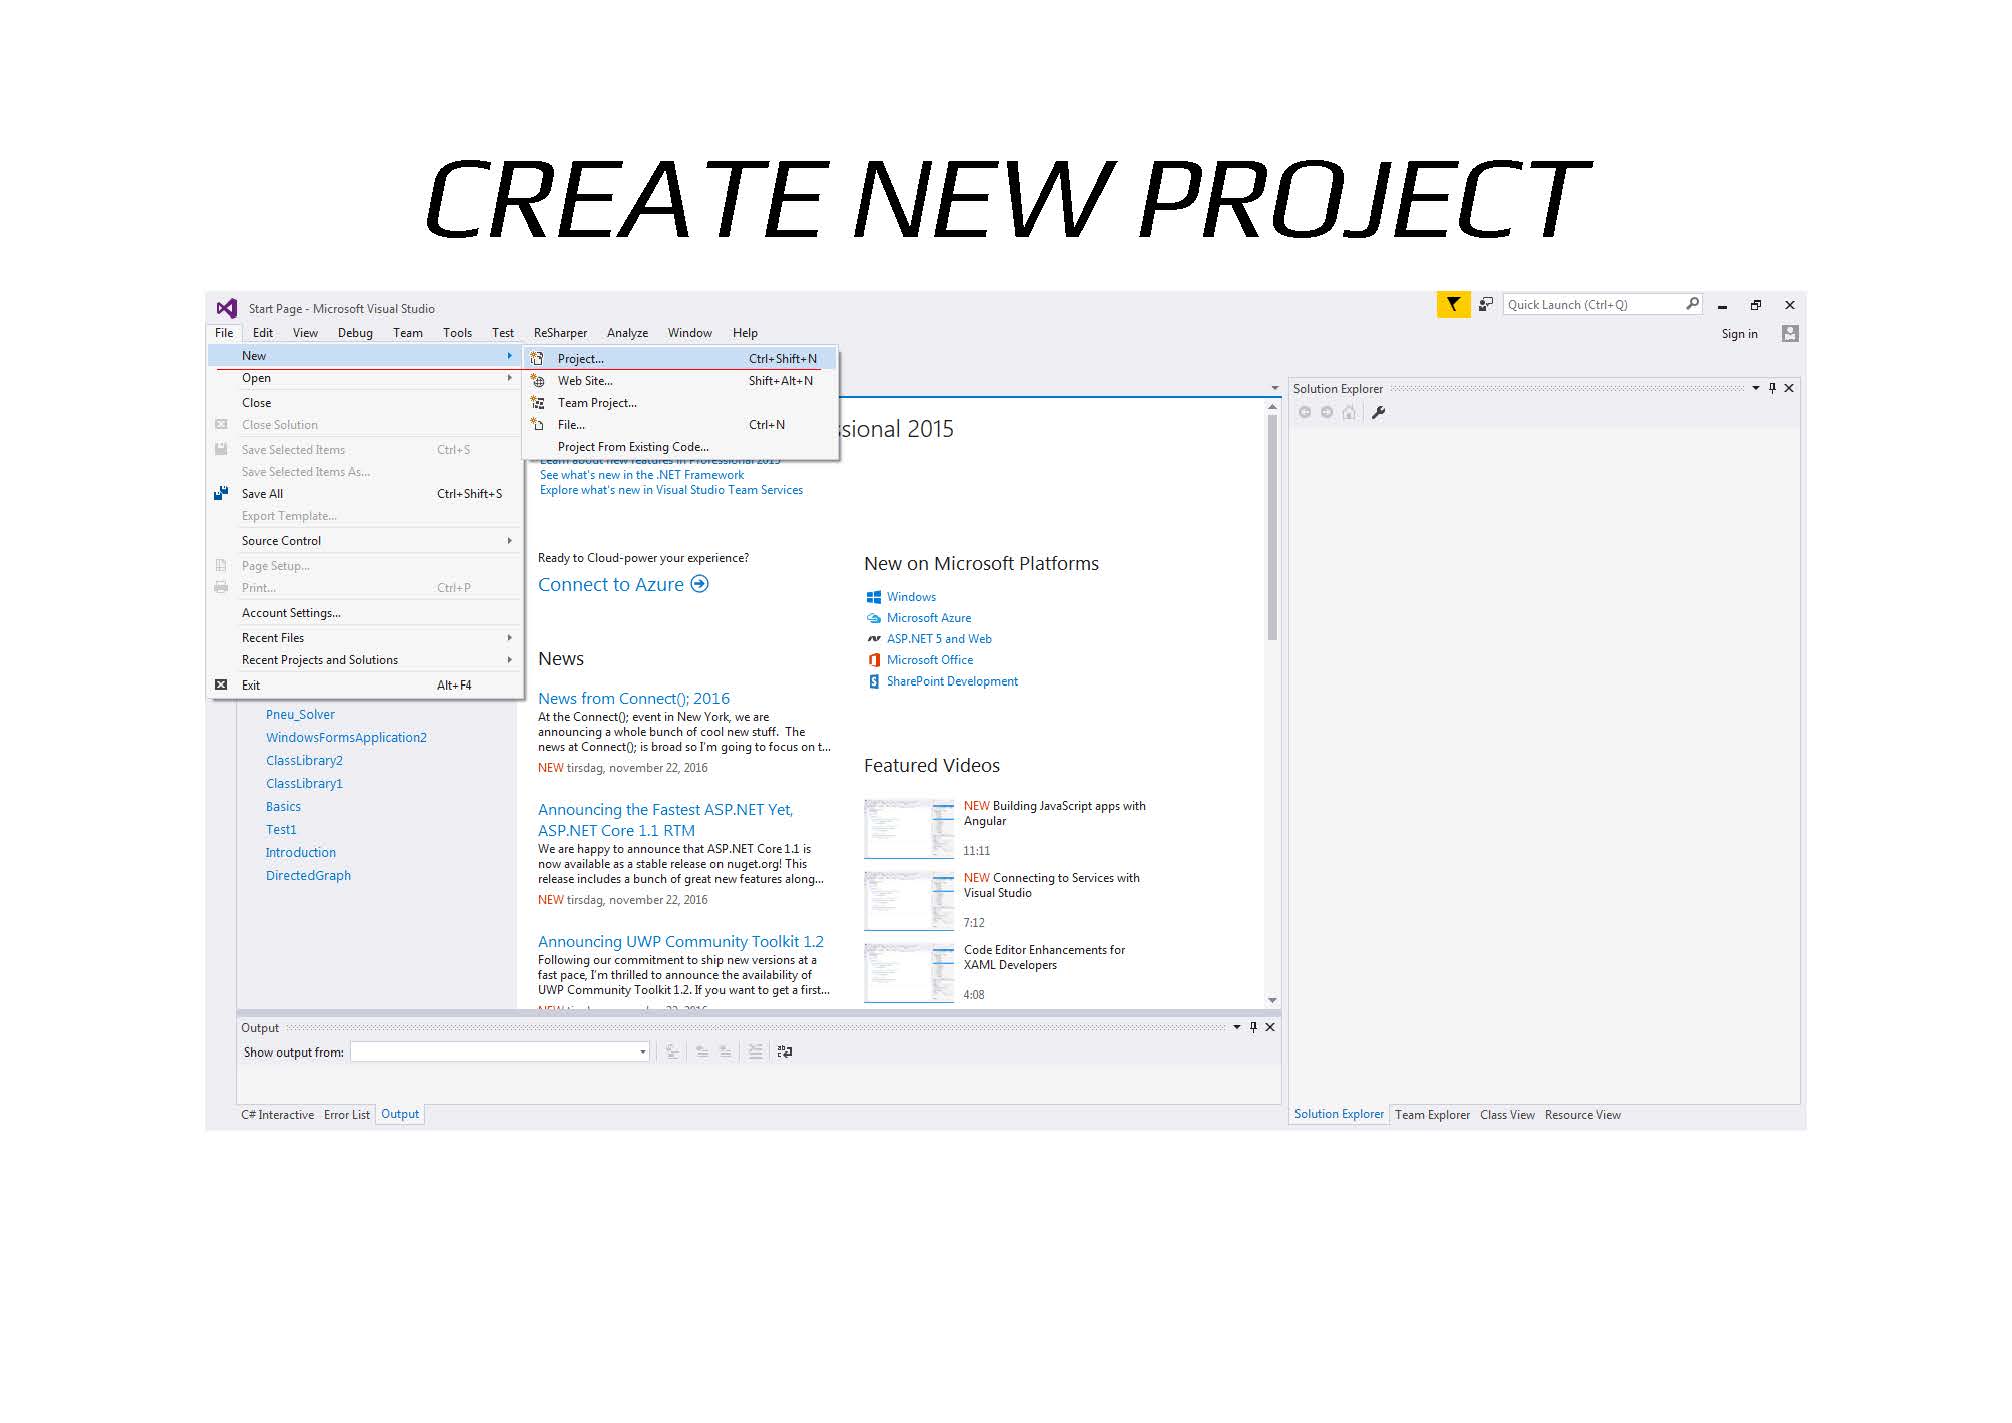 CREATE NEW PROJECT
Start Page - Microsoft Visual Studio
Quick Launch (Ctrl+Q)
File Edit View Debug Team Tools Test ReSharper Analyze Window Help
Sign in
New
Open
Close
Close Solution
Save Selected Items Ctrl+S
Save Selected Items As...
Save All Ctrl+Shift+S
Export Template...
Source Control
Page Setup...
Print... Ctrl+P
Account Settings...
Recent Files
Recent Projects and Solutions
Exit Alt+F4
Project... Ctrl+Shift+N
Web Site... Shift+Alt+N
Team Project...
File... Ctrl+N
Project From Existing Code...
Pneu_Solver
WindowsFormsApplication2
ClassLibrary2
ClassLibrary1
Basics
Test1
Introduction
DirectedGraph
ssional 2015
Learn about new features in Professional 2015
See what's new in the .NET Framework
Explore what's new in Visual Studio Team Services
Ready to Cloud-power your experience?
Connect to Azure
News
News from Connect(); 2016
At the Connect(); event in New York, we are
announcing a whole bunch of cool new stuff. The
news at Connect(); is broad so I'm going to focus on t...
NEW tirsdag, november 22, 2016
Announcing the Fastest ASP.NET Yet,
ASP.NET Core 1.1 RTM
We are happy to announce that ASP.NET Core 1.1 is
now available as a stable release on nuget.org! This
release includes a bunch of great new features along...
NEW tirsdag, november 22, 2016
Announcing UWP Community Toolkit 1.2
Following our commitment to ship new versions at a
fast pace, I'm thrilled to announce the availability of
UWP Community Toolkit 1.2. If you want to get a first...
New on Microsoft Platforms
Windows
Microsoft Azure
ASP.NET 5 and Web
Microsoft Office
SharePoint Development
Featured Videos
NEW Building JavaScript apps with
Angular
11:11
NEW Connecting to Services with
Visual Studio
7:12
Code Editor Enhancements for
XAML Developers
4:08
Solution Explorer
Output
Show output from:
C# Interactive Error List Output
Solution Explorer Team Explorer Class View Resource View